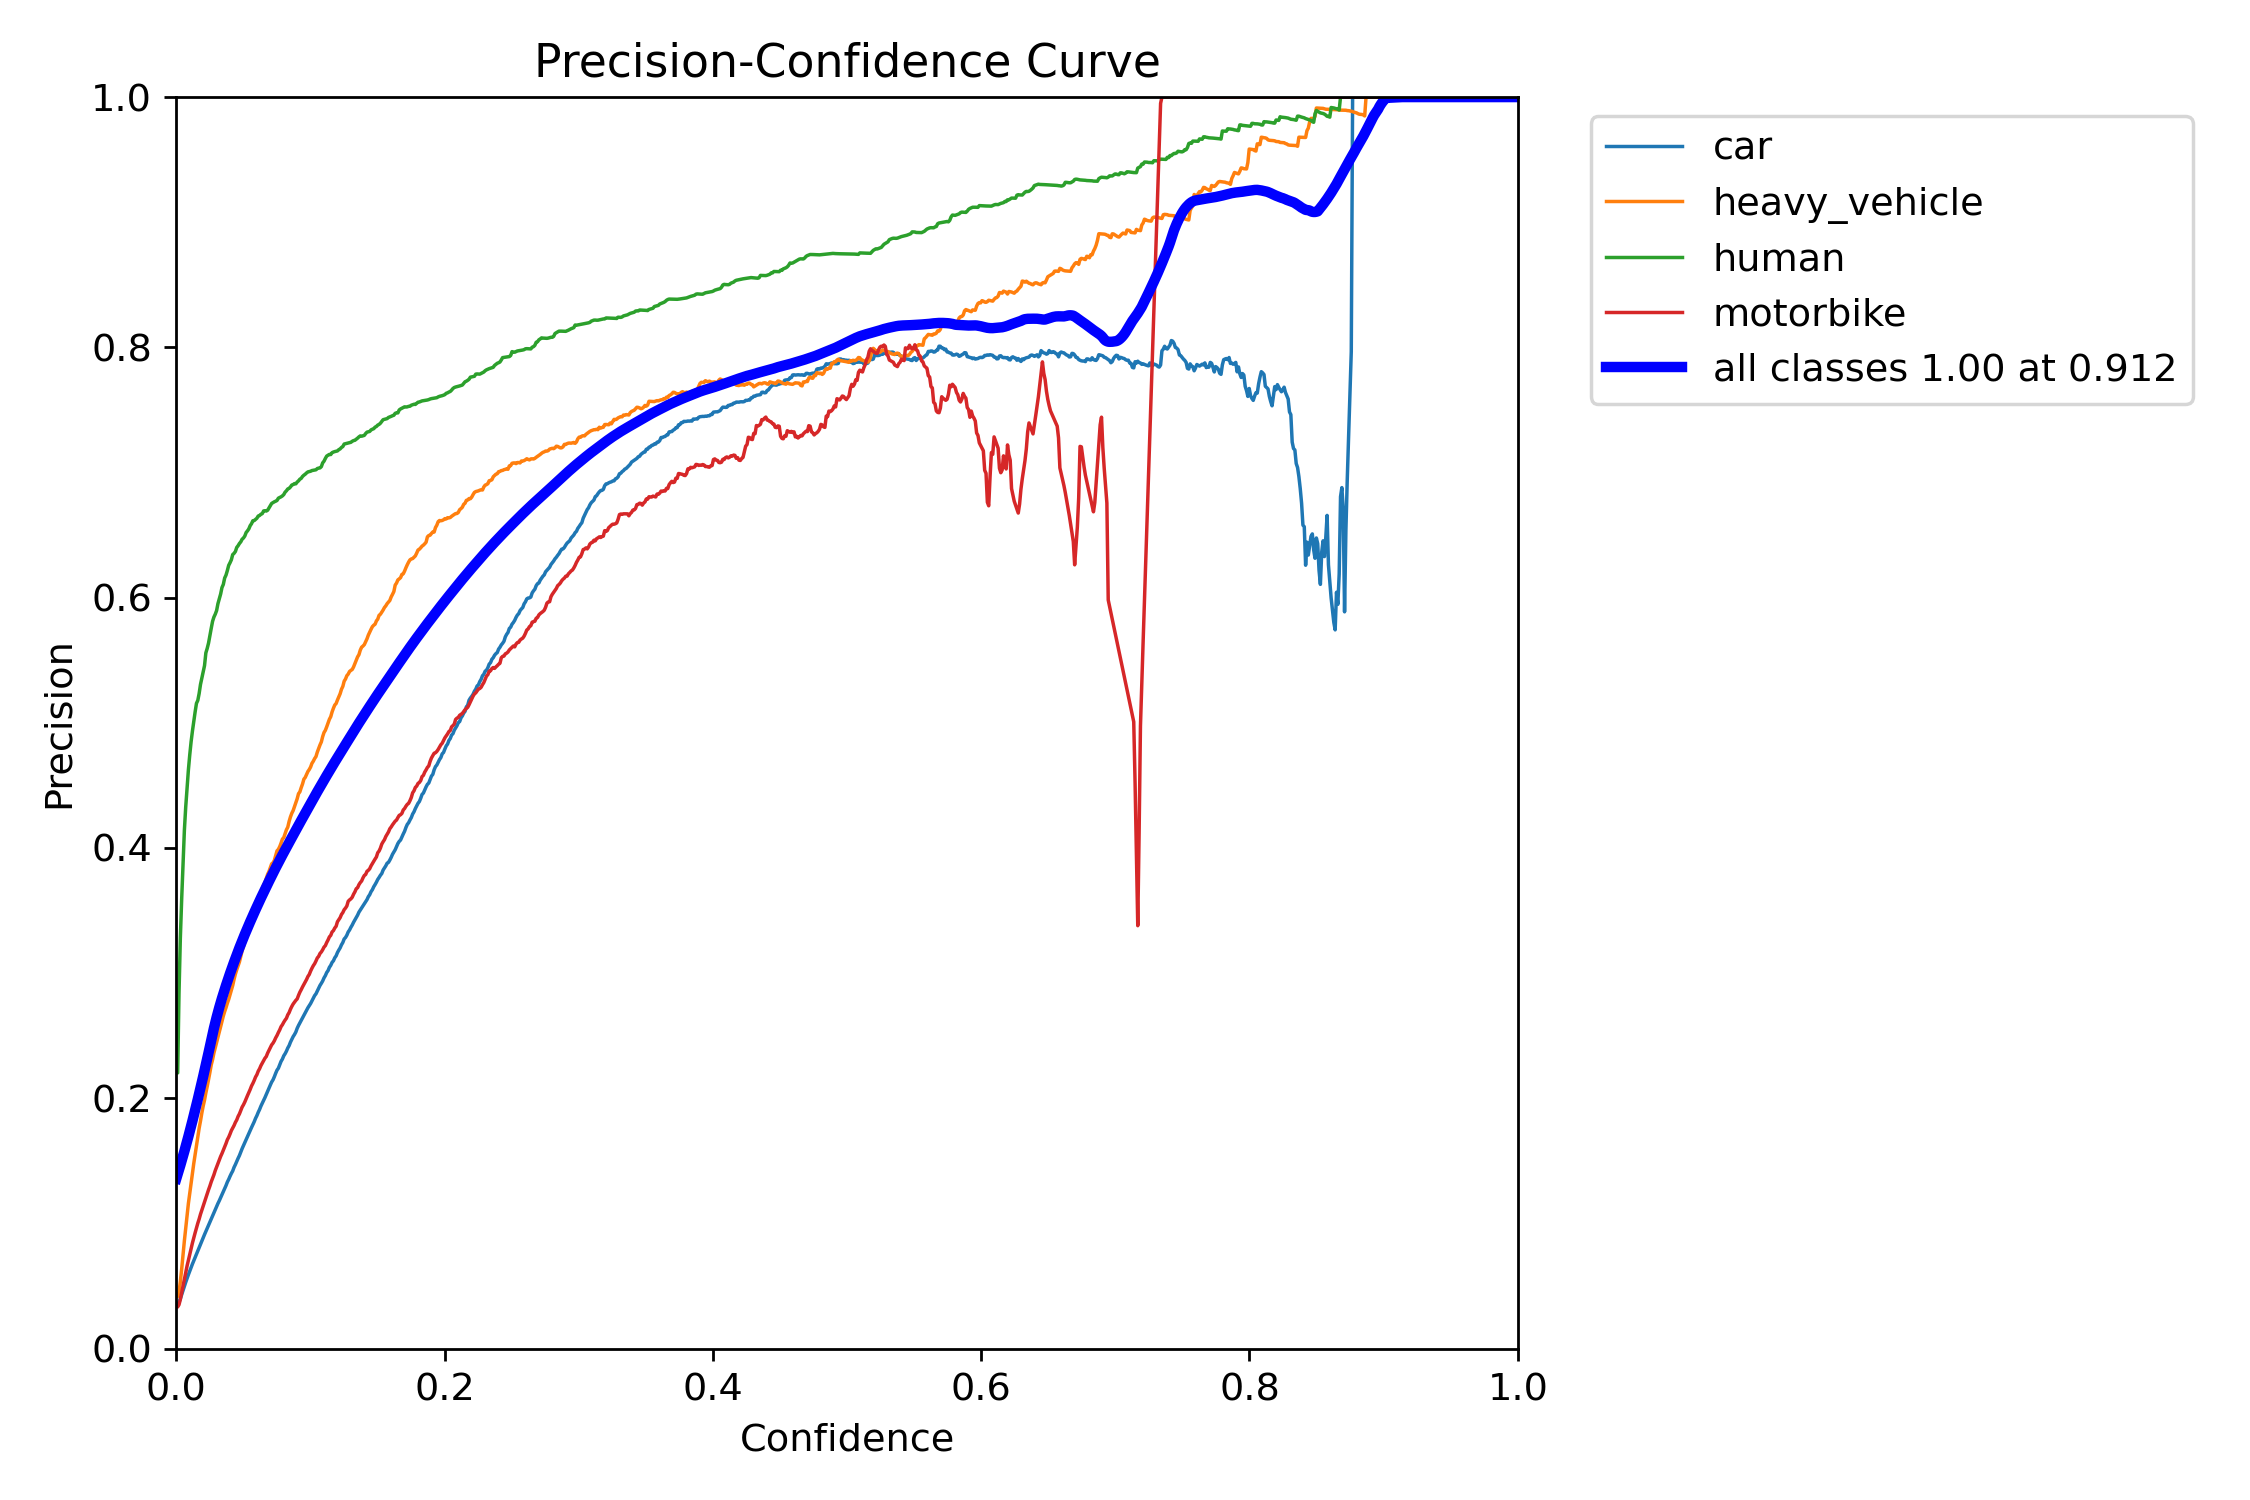 Precision-Confidence Curve
1.0
0.8
0.6
0.4
0.2
0.0
Precision
0.0 0.2 0.4 0.6 0.8 1.0
Confidence
car
heavy_vehicle
human
motorbike
all classes 1.00 at 0.912